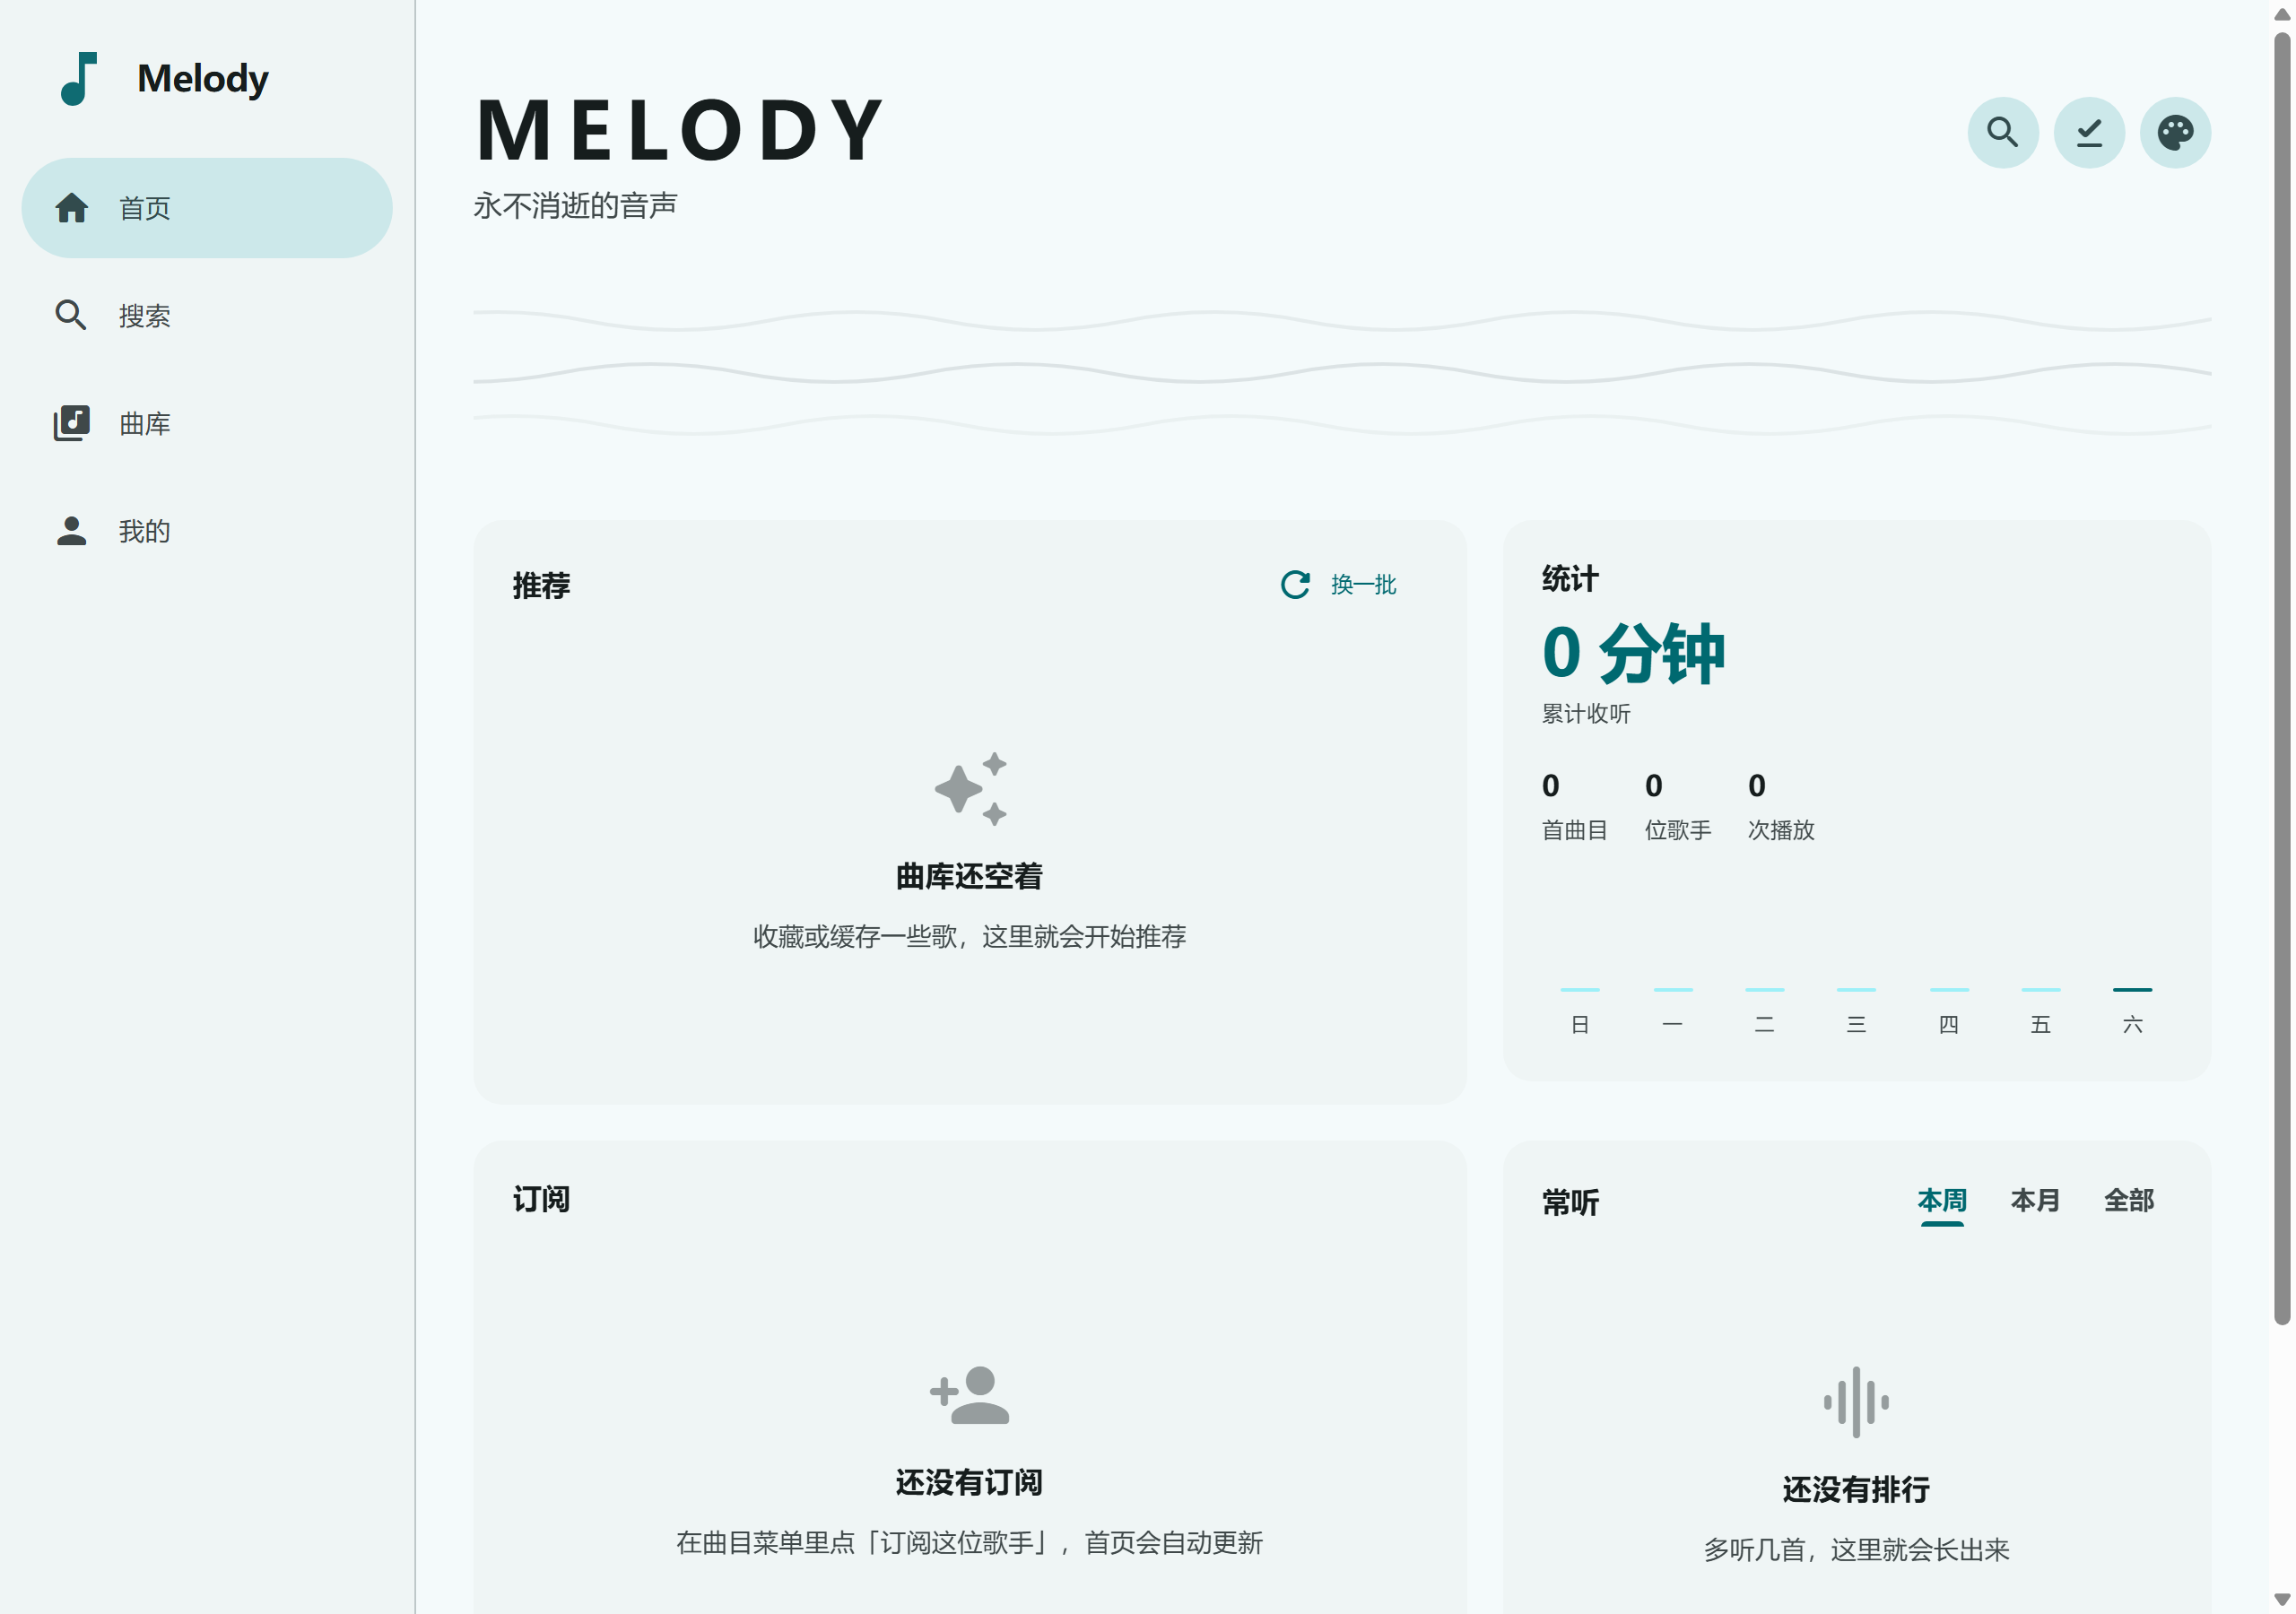 Melody
首页
搜索
曲库
我的
MELODY
永不消逝的音声
推荐
换一批
曲库还空着
收藏或缓存一些歌，这里就会开始推荐
统计
0 分钟
累计收听
0 0 0
首曲目 位歌手 次播放
日 一 二 三 四 五 六
订阅
还没有订阅
在曲目菜单里点「订阅这位歌手」，首页会自动更新
常听
本周 本月 全部
还没有排行
多听几首，这里就会长出来